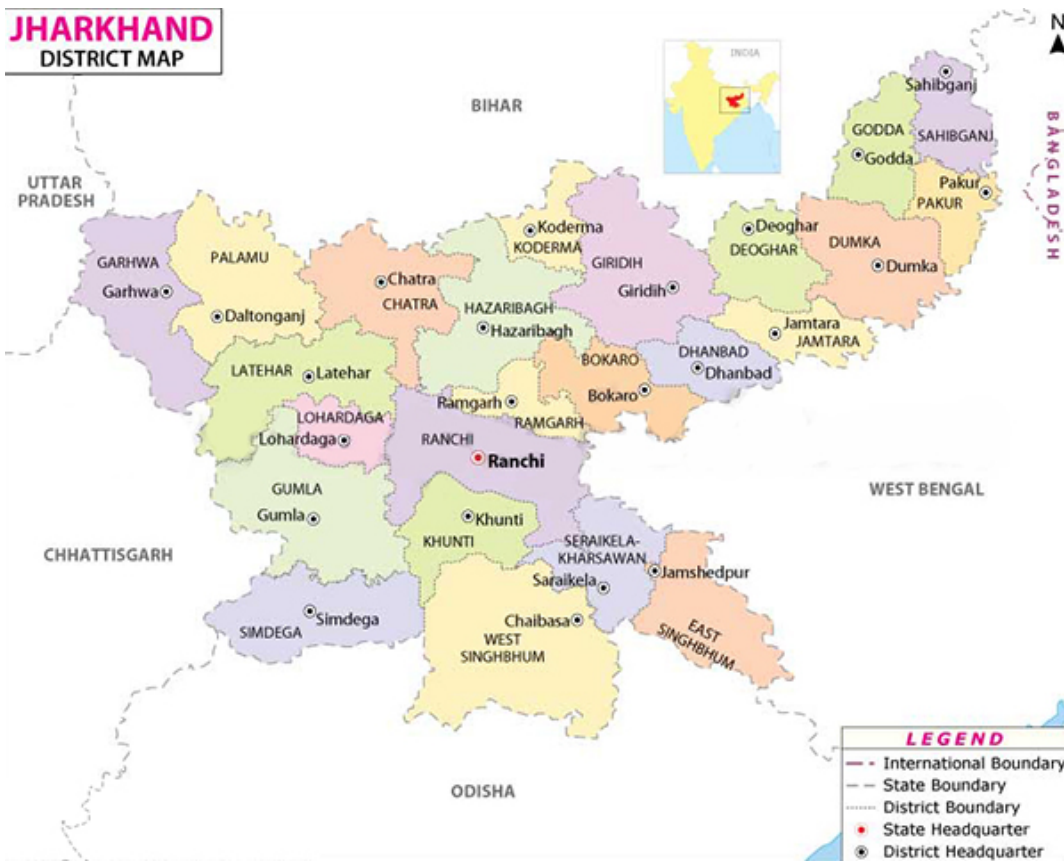 JHARKHAND
DISTRICT MAP
N
INDIA
BIHAR
UTTAR
PRADESH
BANGLADESH
Sahibganj
SAHIBGANJ
GODDA
Godda
Pakur
PAKUR
Deoghar
DEOGHAR
DUMKA
Dumka
Koderma
KODERMA
GIRIDIH
Giridih
GARHWA
Garhwa
PALAMU
Daltonganj
Chatra
CHATRA
HAZARIBAGH
Hazaribagh
Jamtara
JAMTARA
DHANBAD
Dhanbad
BOKARO
Bokaro
LATEHAR
Latehar
Ramgarh
RAMGARH
LOHARDAGA
Lohardaga
RANCHI
Ranchi
WEST BENGAL
GUMLA
Gumla
Khunti
KHUNTI
CHHATTISGARH
SERAIKELA-
KHARSAWAN
Saraikela
Jamshedpur
Simdega
SIMDEGA
Chaibasa
WEST
SINGHBHUM
EAST
SINGHBHUM
ODISHA
LEGEND
International Boundary
State Boundary
District Boundary
State Headquarter
District Headquarter